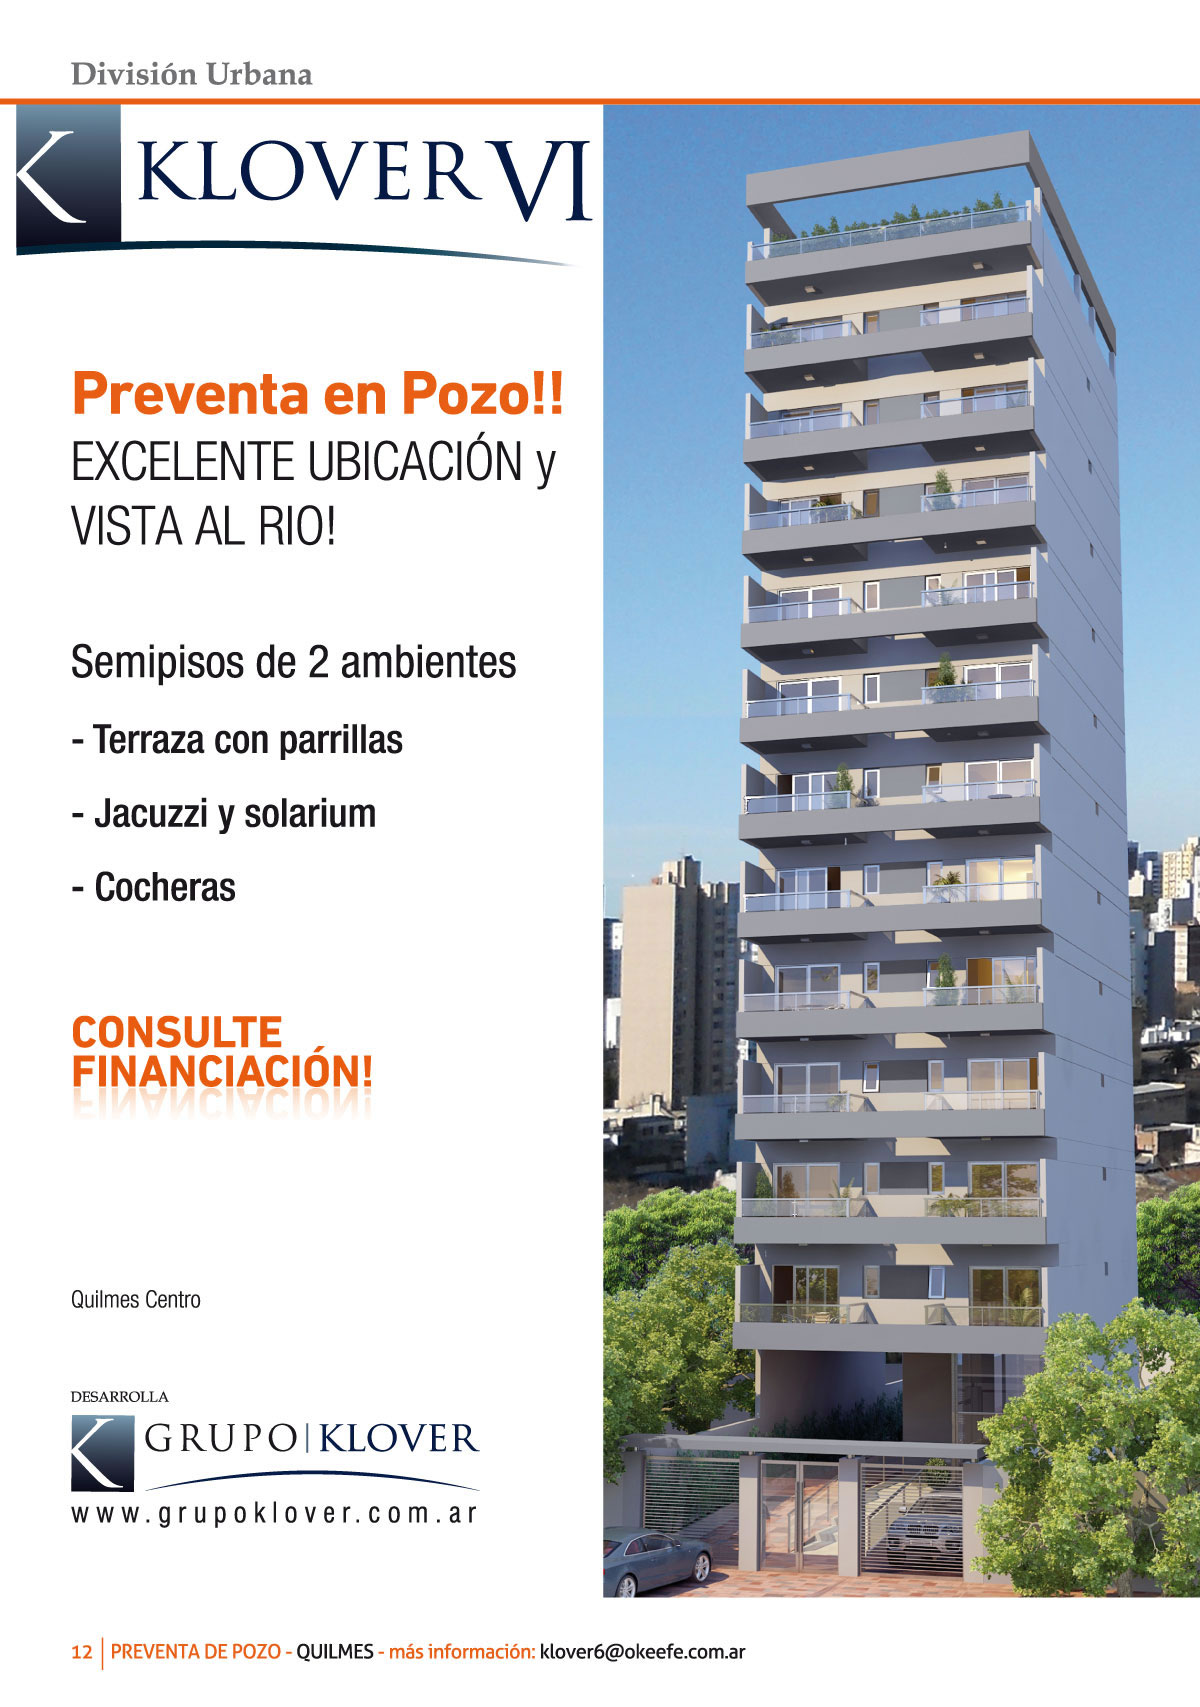 División Urbana
K KLOVER VI
Preventa en Pozo!!
EXCELENTE UBICACIÓN y
VISTA AL RIO!
Semipisos de 2 ambientes
- Terraza con parrillas
- Jacuzzi y solarium
- Cocheras
CONSULTE
FINANCIACIÓN!
Quilmes Centro
DESARROLLA
K GRUPO | KLOVER
www.grupoklover.com.ar
12 | PREVENTA DE POZO - QUILMES - más información: klover6@okeefe.com.ar